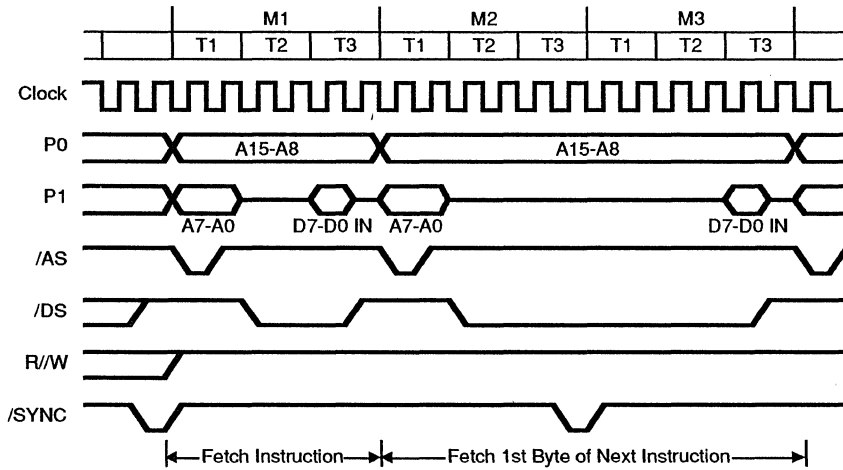 M1 M2 M3
T1 T2 T3 T1 T2 T3 T1 T2 T3
Clock
P0 A15-A8 A15-A8
P1
A7-A0 D7-D0 IN A7-A0 D7-D0 IN
/AS
/DS
R//W
/SYNC
Fetch Instruction Fetch 1st Byte of Next Instruction